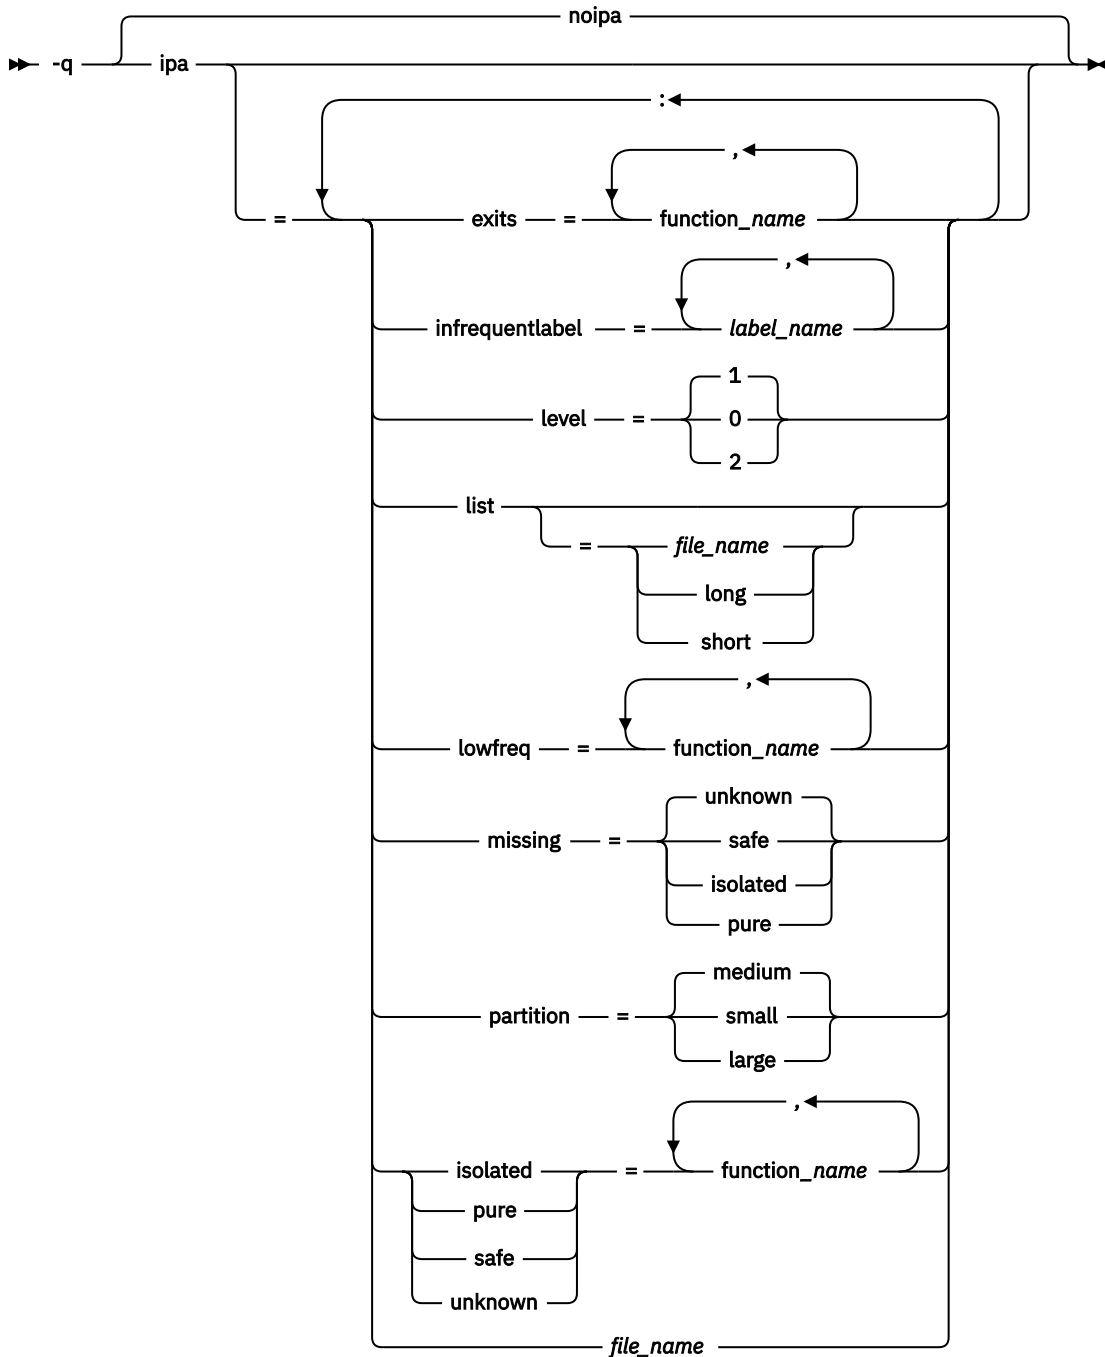 noipa
-q ipa
:
,
= exits = function_name
,
infrequentlabel = label_name
1
level = 0
2
list
= file_name
long
short
,
lowfreq = function_name
unknown
missing = safe
isolated
pure
medium
partition = small
large
,
isolated = function_name
pure
safe
unknown
file_name